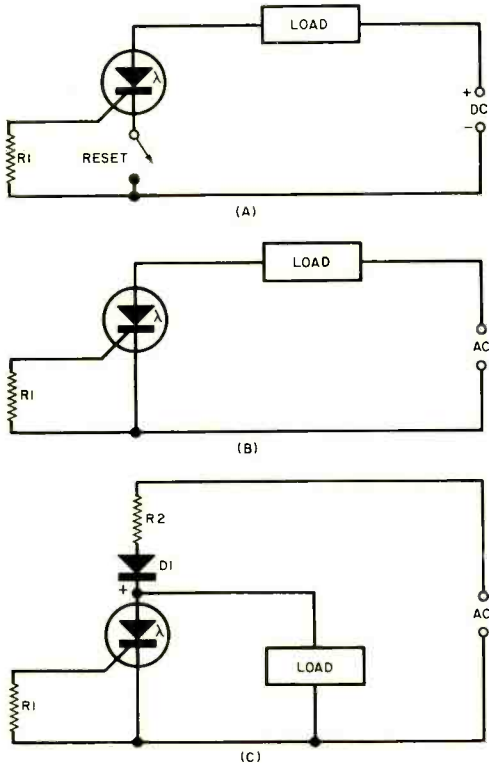 LOAD
λ
+
DC
-
R1
RESET
(A)
LOAD
λ
AC
R1
(B)
R2
D1
+
λ
AC
LOAD
R1
(C)